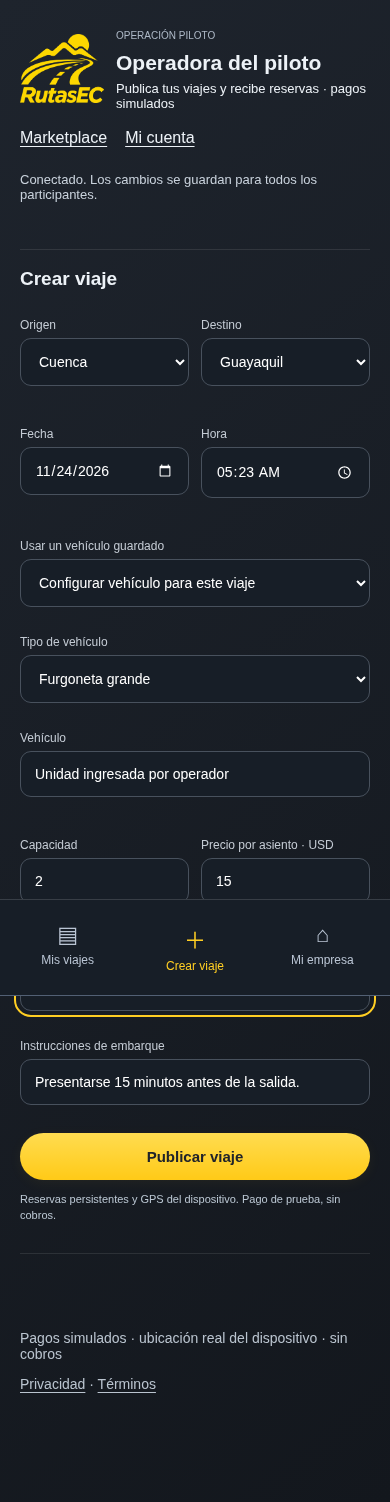 OPERACIÓN PILOTO
Operadora del piloto
Publica tus viajes y recibe reservas · pagos
simulados
RutasEC
Marketplace Mi cuenta
Conectado. Los cambios se guardan para todos los
participantes.
Crear viaje
Origen Destino
Cuenca Guayaquil
Fecha Hora
11/24/2026 05:23 AM
Usar un vehículo guardado
Configurar vehículo para este viaje
Tipo de vehículo
Furgoneta grande
Vehículo
Unidad ingresada por operador
Capacidad Precio por asiento · USD
2 15
Mis viajes Crear viaje Mi empresa
Instrucciones de embarque
Presentarse 15 minutos antes de la salida.
Publicar viaje
Reservas persistentes y GPS del dispositivo. Pago de prueba, sin
cobros.
Pagos simulados · ubicación real del dispositivo · sin
cobros
Privacidad · Términos